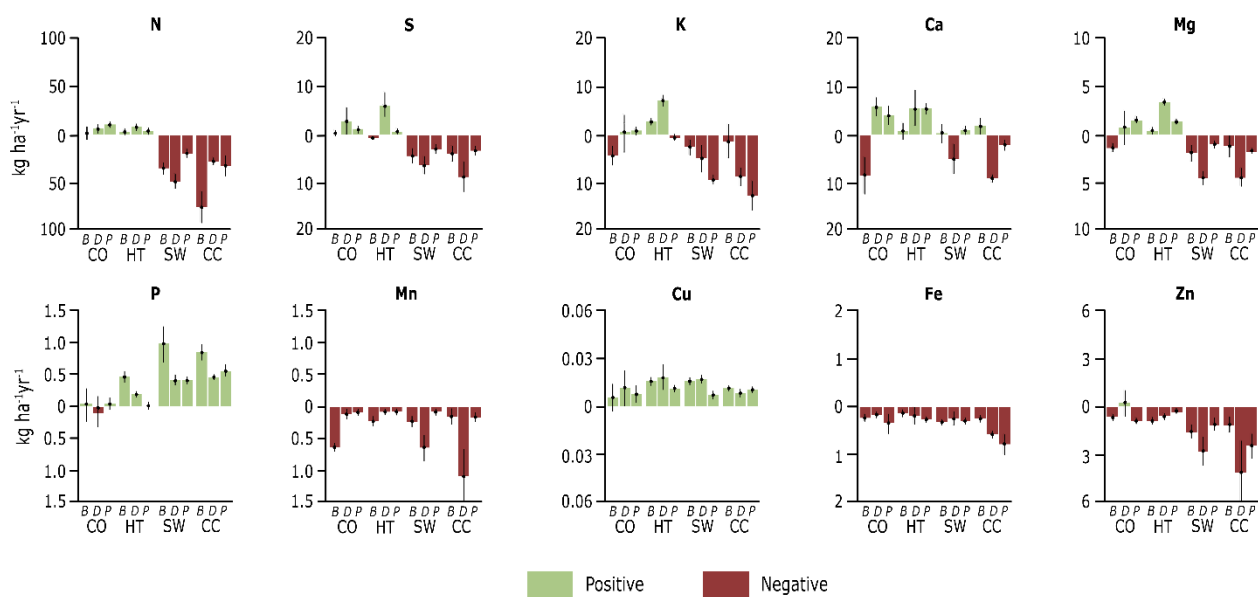 N S K Ca Mg
100 20 20 20 10
50 10 10 10 5
0 0 0 0 0
50 10 10 10 5
100 20 20 20 10
kg ha⁻¹yr⁻¹
B D P B D P B D P B D P B D P B D P B D P B D P B D P B D P B D P B D P B D P B D P B D P B D P B D P B D P B D P B D P
CO HT SW CC CO HT SW CC CO HT SW CC CO HT SW CC CO HT SW CC
P Mn Cu Fe Zn
1.5 1.5 0.06 2 6
1.0 1.0 0.03 1 3
0.5 0.5 0.00 0 0
0 0.0 0.03 1 3
0.5 0.5 0.06 2 6
1.0 1.0
1.5 1.5
kg ha⁻¹yr⁻¹
B D P B D P B D P B D P B D P B D P B D P B D P B D P B D P B D P B D P B D P B D P B D P B D P B D P B D P B D P B D P
CO HT SW CC CO HT SW CC CO HT SW CC CO HT SW CC CO HT SW CC
Positive Negative